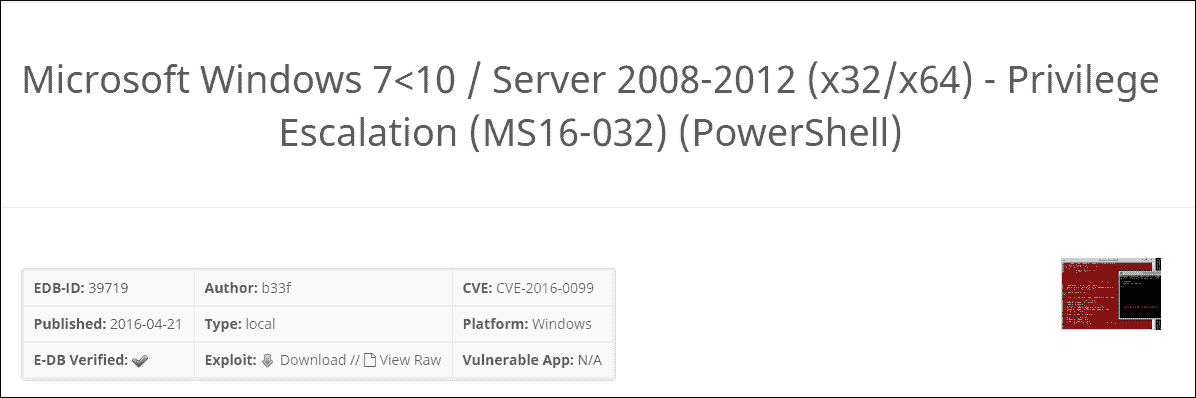 Microsoft Windows 7<10 / Server 2008-2012 (x32/x64) - Privilege
Escalation (MS16-032) (PowerShell)
EDB-ID: 39719 Author: b33f CVE: CVE-2016-0099
Published: 2016-04-21 Type: local Platform: Windows
E-DB Verified: Exploit: Download // View Raw Vulnerable App: N/A